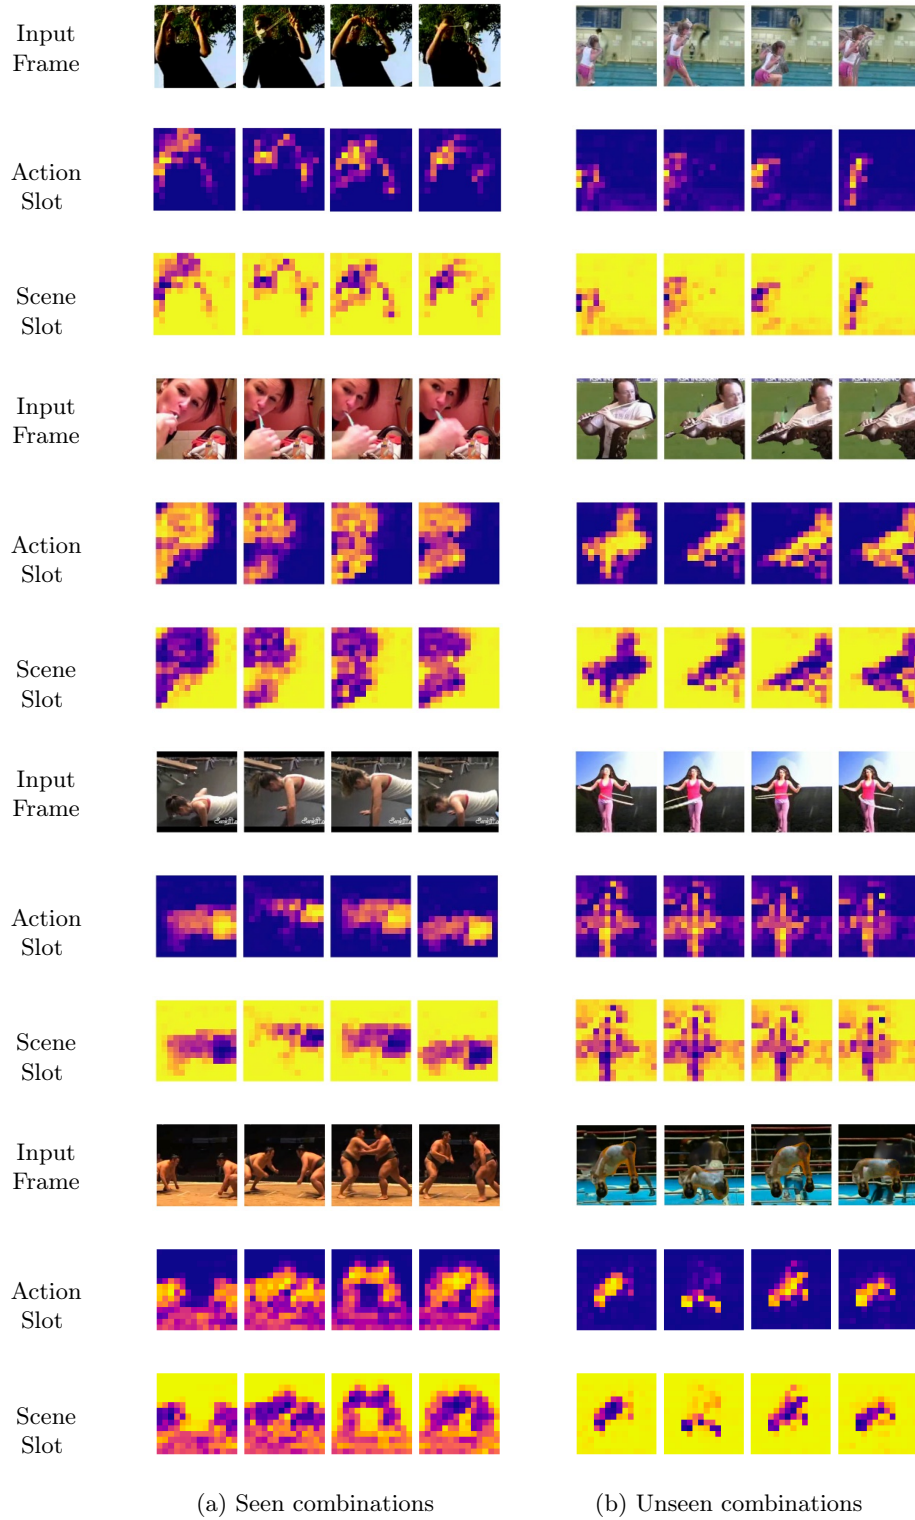 Input
Frame
Action
Slot
Scene
Slot
Input
Frame
Action
Slot
Scene
Slot
Input
Frame
Action
Slot
Scene
Slot
Input
Frame
Action
Slot
Scene
Slot
(a) Seen combinations
(b) Unseen combinations